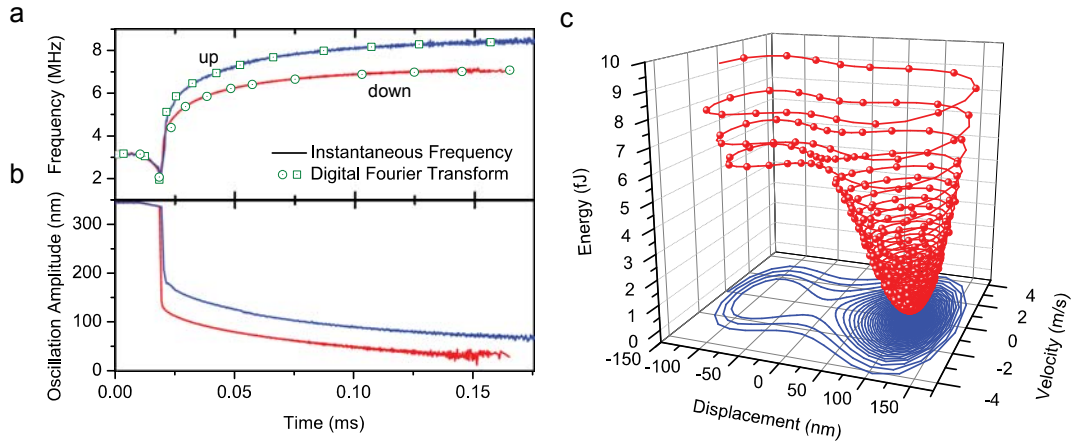 a
Frequency (MHz)
8
6
4
2
up
down
Instantaneous Frequency
Digital Fourier Transform
b
Oscillation Amplitude (nm)
300
200
100
0
0.00
0.05
0.10
0.15
Time (ms)
c
Energy (fJ)
10
9
8
7
6
5
4
3
2
1
0
-150
-100
-50
0
50
100
150
Displacement (nm)
4
2
0
-2
-4
Velocity (m/s)